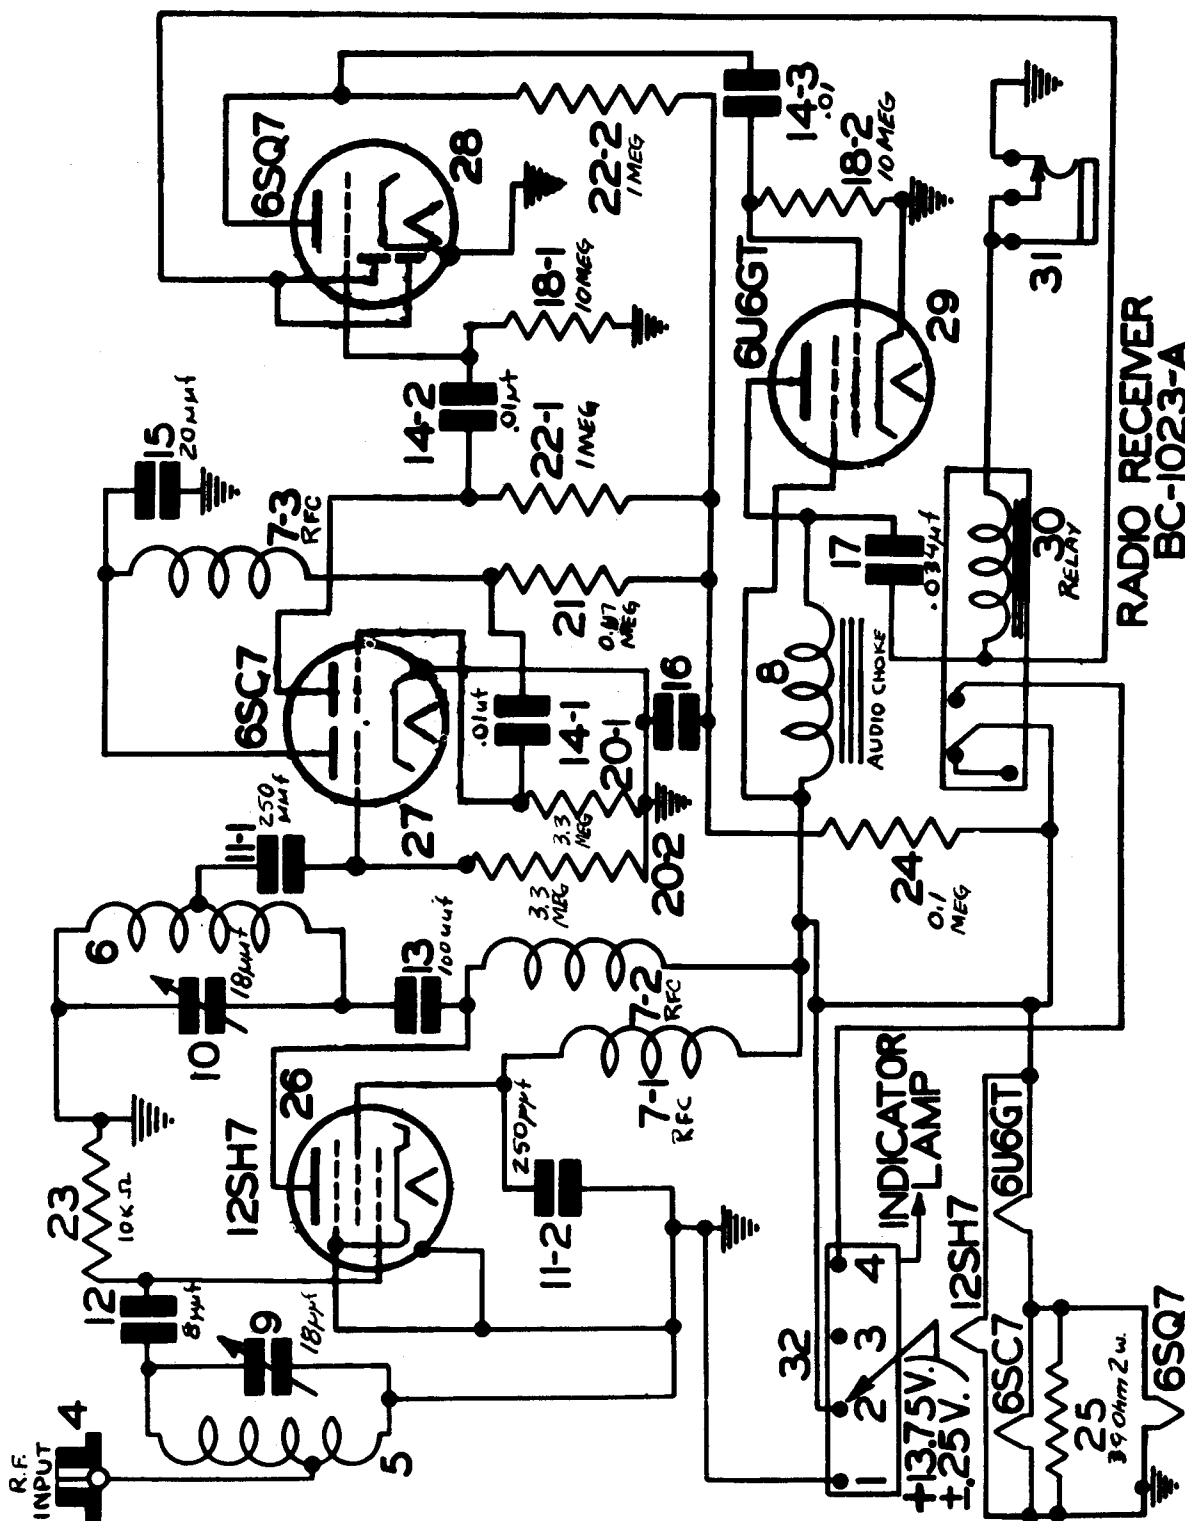 R.F.
INPUT
4
5
9
18μμf
12
8μμf
23
10K Ω
10
18μμf
6
11-1
250
μμf
13
100uuf
12SH7
26
250μμf
11-2
7-1
RFC
7-2
RFC
6SC7
27
3.3
MEG
20-2
3.3
MEG
20-1
14-1
.01uf
16
15
20μμf
7-3
RFC
21
MEG
22-1
1MEG
14-2
.01μf
6SQ7
28
18-1
10MEG
22-2
1MEG
14-3
.01
18-2
10 MEG
6U6GT
29
8
AUDIO CHOKE
17
.034μf
30
RELAY
31
24
0.1
MEG
32
1
2
3
4
+13.75V.
±.25V.
INDICATOR
LAMP
12SH7
6U6GT
6SC7
25
39 Ohm 2w.
6SQ7
RADIO RECEIVER
BC-1023-A